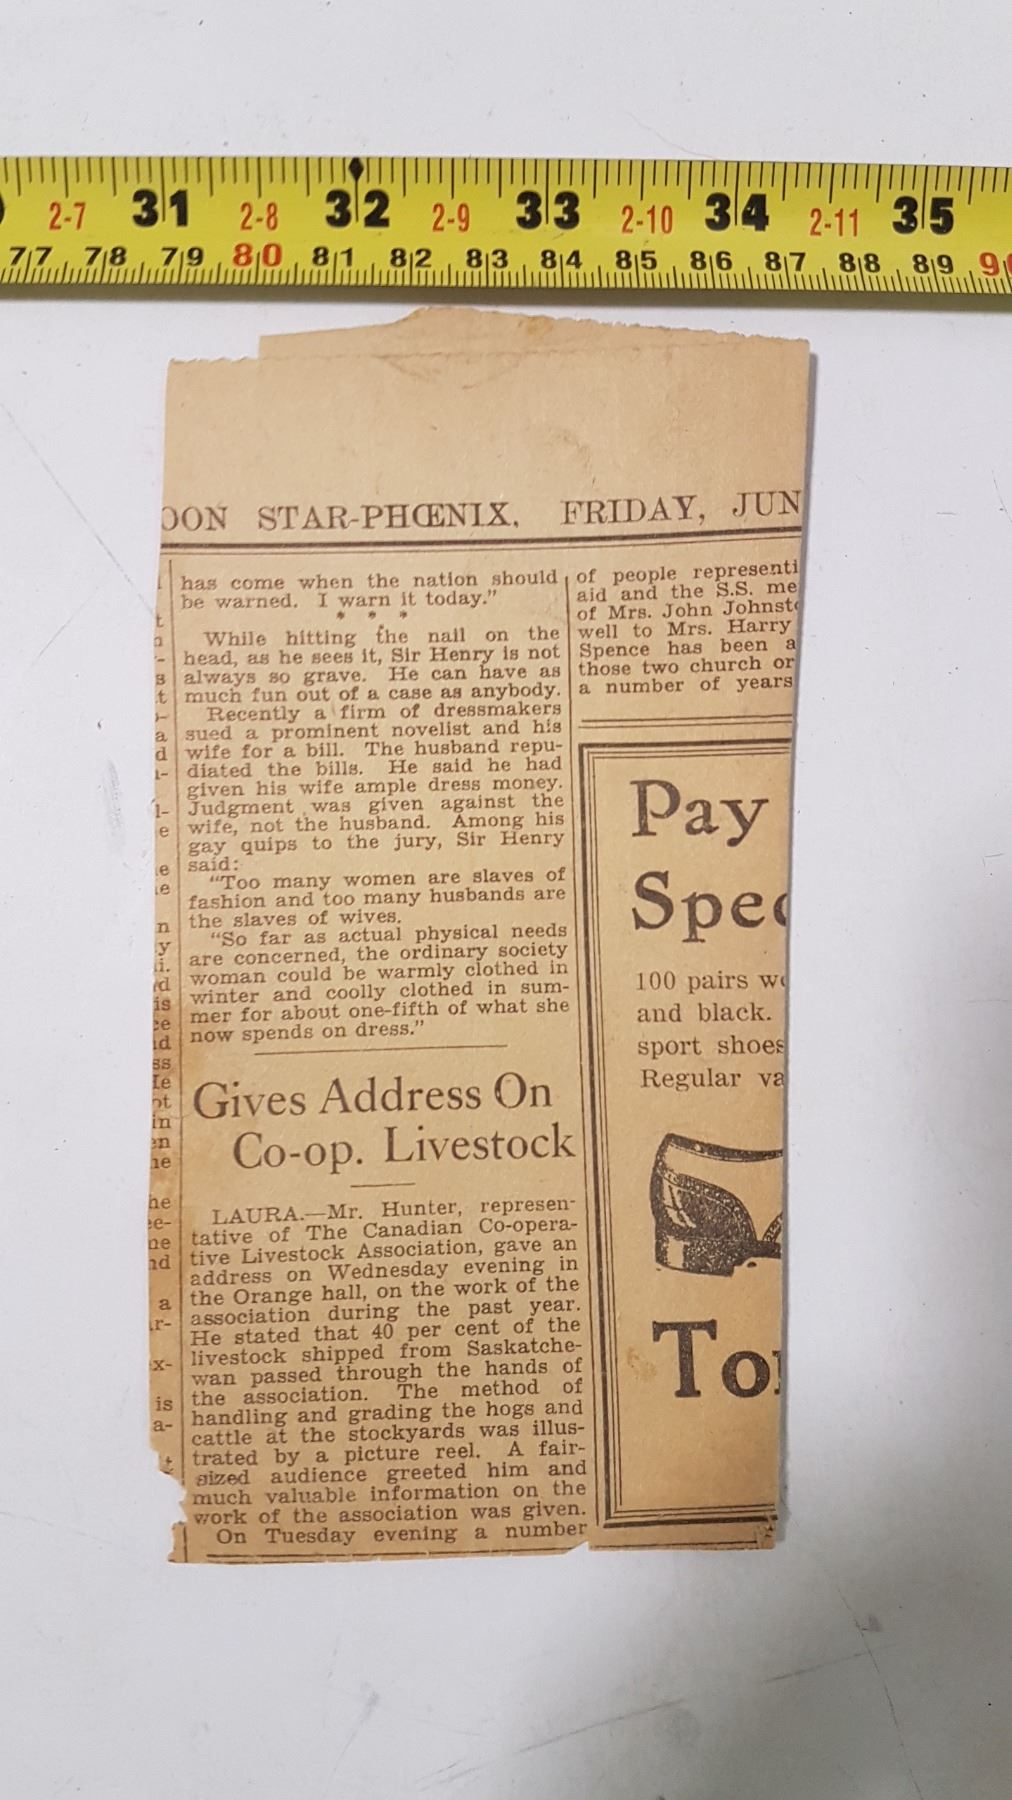 2-7 31 2-8 32 2-9 33 2-10 34 2-11 35
77 78 79 80 81 82 83 84 85 86 87 88 89 90
OON STAR-PHŒNIX, FRIDAY, JUN
has come when the nation should
be warned. I warn it today."
* * *
While hitting the nail on the
head, as he sees it, Sir Henry is not
always so grave. He can have as
much fun out of a case as anybody.
Recently a firm of dressmakers
sued a prominent novelist and his
wife for a bill. The husband repu-
diated the bills. He said he had
given his wife ample dress money.
Judgment was given against the
wife, not the husband. Among his
gay quips to the jury, Sir Henry
said:
"Too many women are slaves of
fashion and too many husbands are
the slaves of wives.
"So far as actual physical needs
are concerned, the ordinary society
woman could be warmly clothed in
winter and coolly clothed in sum-
mer for about one-fifth of what she
now spends on dress."
Gives Address On
Co-op. Livestock
LAURA.—Mr. Hunter, represen-
tative of The Canadian Co-opera-
tive Livestock Association, gave an
address on Wednesday evening in
the Orange hall, on the work of the
association during the past year.
He stated that 40 per cent of the
livestock shipped from Saskatche-
wan passed through the hands of
the association. The method of
handling and grading the hogs and
cattle at the stockyards was illus-
trated by a picture reel. A fair-
sized audience greeted him and
much valuable information on the
work of the association was given.
On Tuesday evening a number
of people representi
aid and the S.S. me
of Mrs. John Johnst
well to Mrs. Harry
Spence has been a
those two church or
a number of years
Pay
Spec
100 pairs w
and black.
sport shoes
Regular va
To